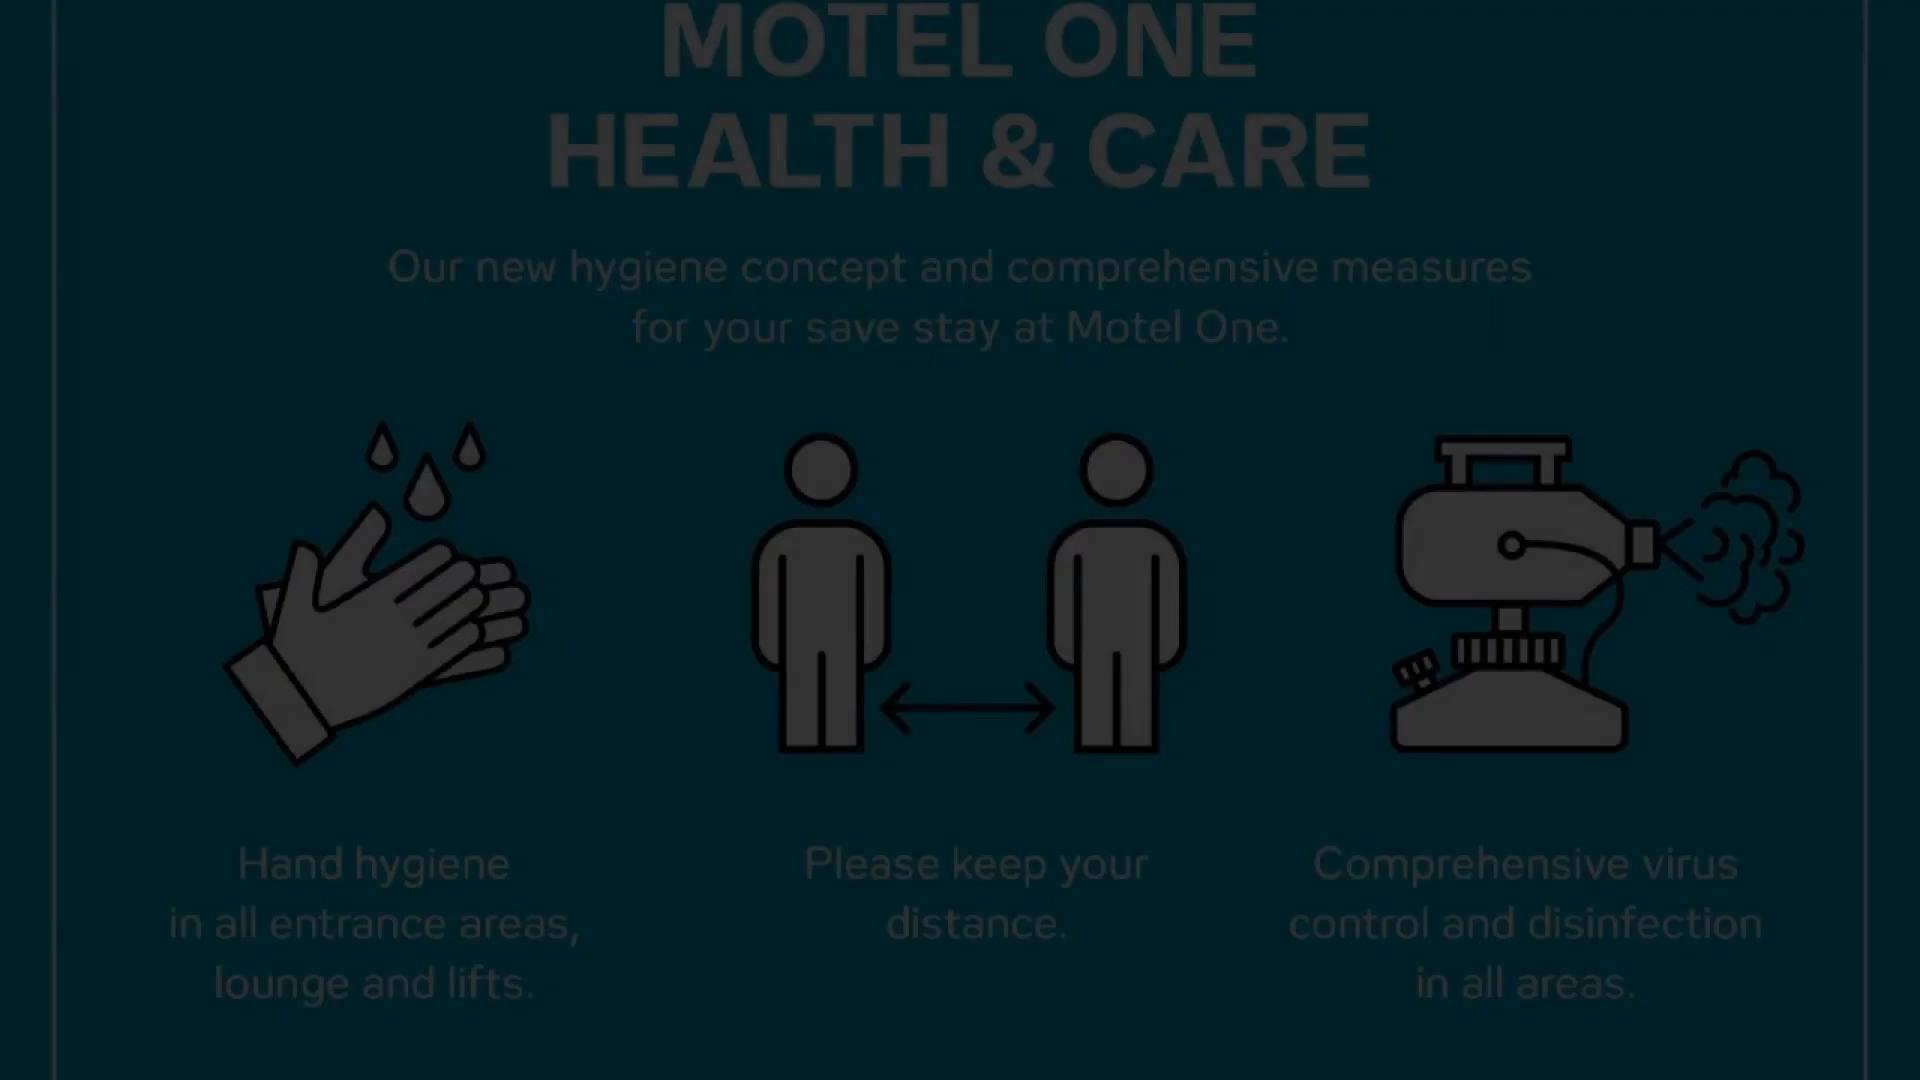 MOTEL ONE
HEALTH & CARE
Our new hygiene concept and comprehensive measures
for your save stay at Motel One.
Hand hygiene
in all entrance areas,
lounge and lifts.
Please keep your
distance.
Comprehensive virus
control and disinfection
in all areas.